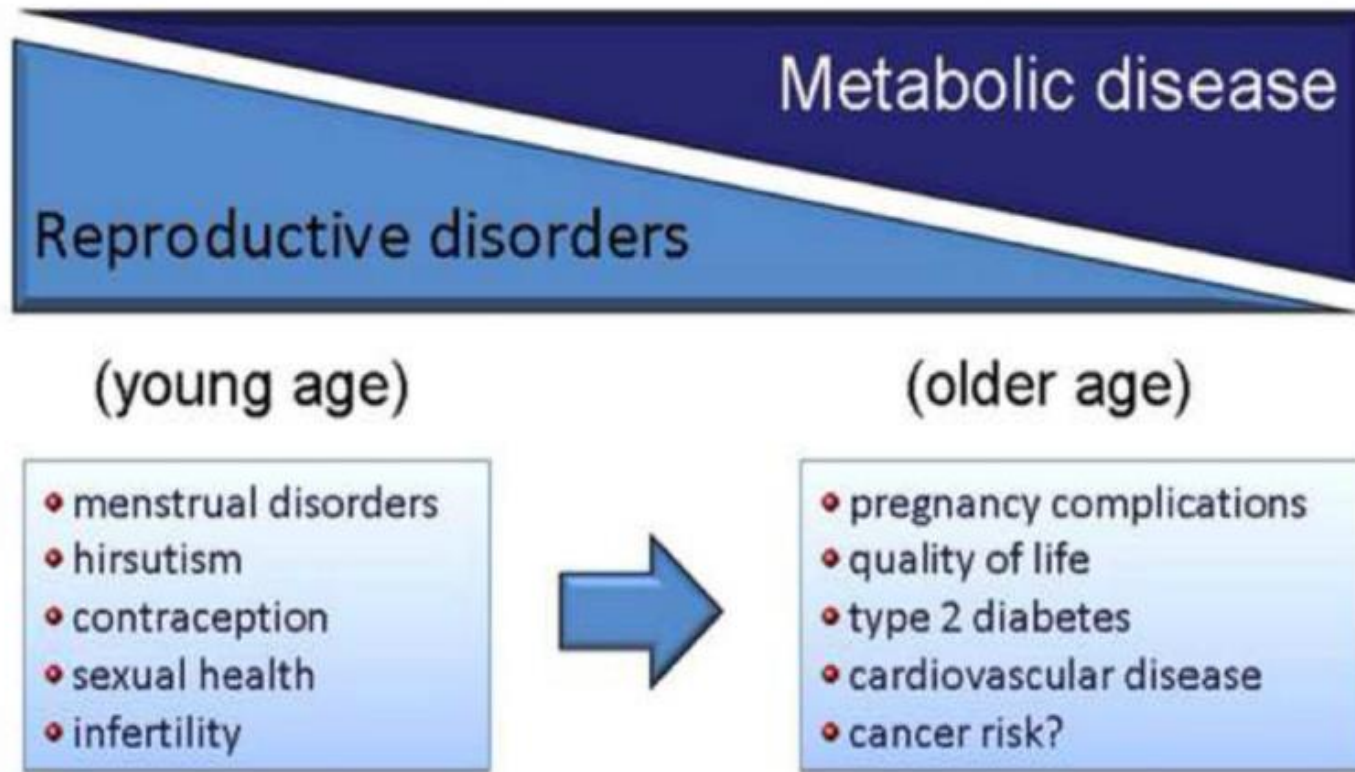 Metabolic disease
Reproductive disorders
(young age)
(older age)
menstrual disorders
hirsutism
contraception
sexual health
infertility
pregnancy complications
quality of life
type 2 diabetes
cardiovascular disease
cancer risk?